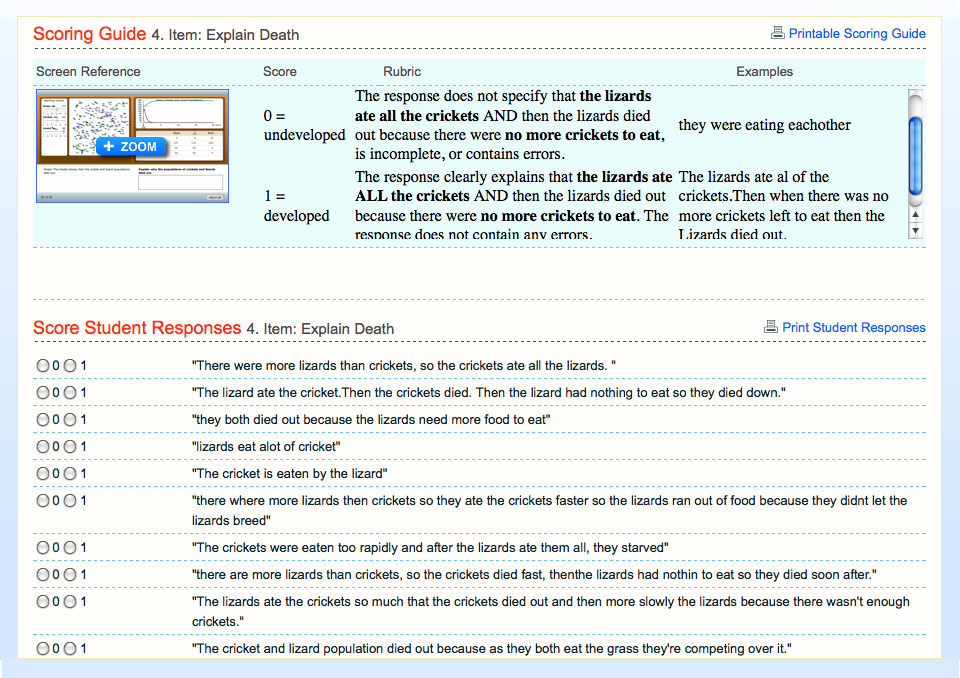 Scoring Guide 4. Item: Explain Death
Printable Scoring Guide
Screen Reference Score Rubric Examples
ZOOM
0 =
undeveloped
The response does not specify that the lizards
ate all the crickets AND then the lizards died
out because there were no more crickets to eat,
is incomplete, or contains errors.
they were eating eachother
1 =
developed
The response clearly explains that the lizards ate
ALL the crickets AND then the lizards died out
because there were no more crickets to eat. The
response does not contain any errors.
The lizards ate al of the
crickets.Then when there was no
more crickets left to eat then the
Lizards died out.
Score Student Responses 4. Item: Explain Death
Print Student Responses
0 1 "There were more lizards than crickets, so the crickets ate all the lizards. "
0 1 "The lizard ate the cricket.Then the crickets died. Then the lizard had nothing to eat so they died down."
0 1 "they both died out because the lizards need more food to eat"
0 1 "lizards eat alot of cricket"
0 1 "The cricket is eaten by the lizard"
0 1 "there where more lizards then crickets so they ate the crickets faster so the lizards ran out of food because they didnt let the
lizards breed"
0 1 "The crickets were eaten too rapidly and after the lizards ate them all, they starved"
0 1 "there are more lizards than crickets, so the crickets died fast, thenthe lizards had nothin to eat so they died soon after."
0 1 "The lizards ate the crickets so much that the crickets died out and then more slowly the lizards because there wasn't enough
crickets."
0 1 "The cricket and lizard population died out because as they both eat the grass they're competing over it."